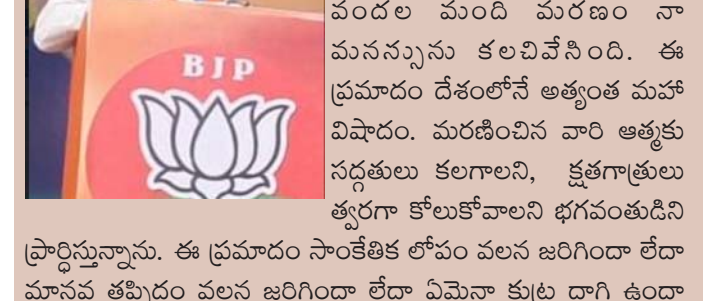 BJP
వందల మంది మరణం నా
మనస్సును కలచివేసింది. ఈ
ప్రమాదం దేశంలోనే అత్యంత మహా
విషాదం. మరణించిన వారి ఆత్మకు
సద్గతులు కలగాలని, క్షతగాత్రులు
త్వరగా కోలుకోవాలని భగవంతుడిని
ప్రార్థిస్తున్నాను. ఈ ప్రమాదం సాంకేతిక లోపం వలన జరిగిందా లేదా
మానవ తప్పిదం వలన జరిగిందా లేదా ఏమైనా కుట్ర దాగి ఉందా